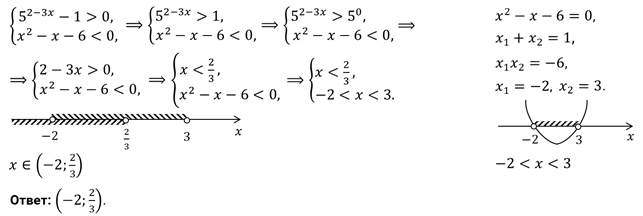 {5^{2−3x} − 1 > 0, x² − x − 6 < 0, ⟹ {5^{2−3x} > 1, x² − x − 6 < 0, ⟹ {5^{2−3x} > 5⁰, x² − x − 6 < 0, ⟹
⟹ {2 − 3x > 0, x² − x − 6 < 0, ⟹ {x < 2/3, x² − x − 6 < 0, ⟹ {x < 2/3, −2 < x < 3.
−2 2/3 3 x
x ∈ (−2; 2/3)
Ответ: (−2; 2/3).
x² − x − 6 = 0,
x₁ + x₂ = 1,
x₁x₂ = −6,
x₁ = −2, x₂ = 3.
−2 3 x
−2 < x < 3